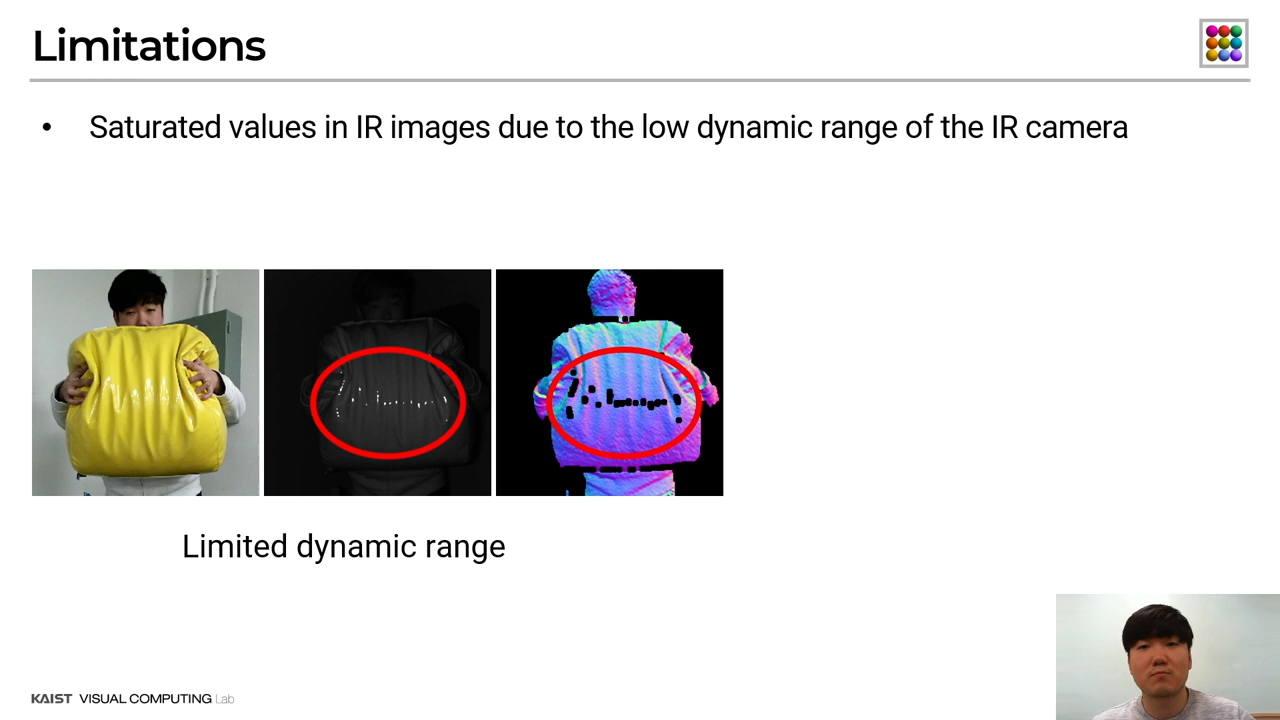 Limitations
• Saturated values in IR images due to the low dynamic range of the IR camera
Limited dynamic range
KAIST VISUAL COMPUTING Lab